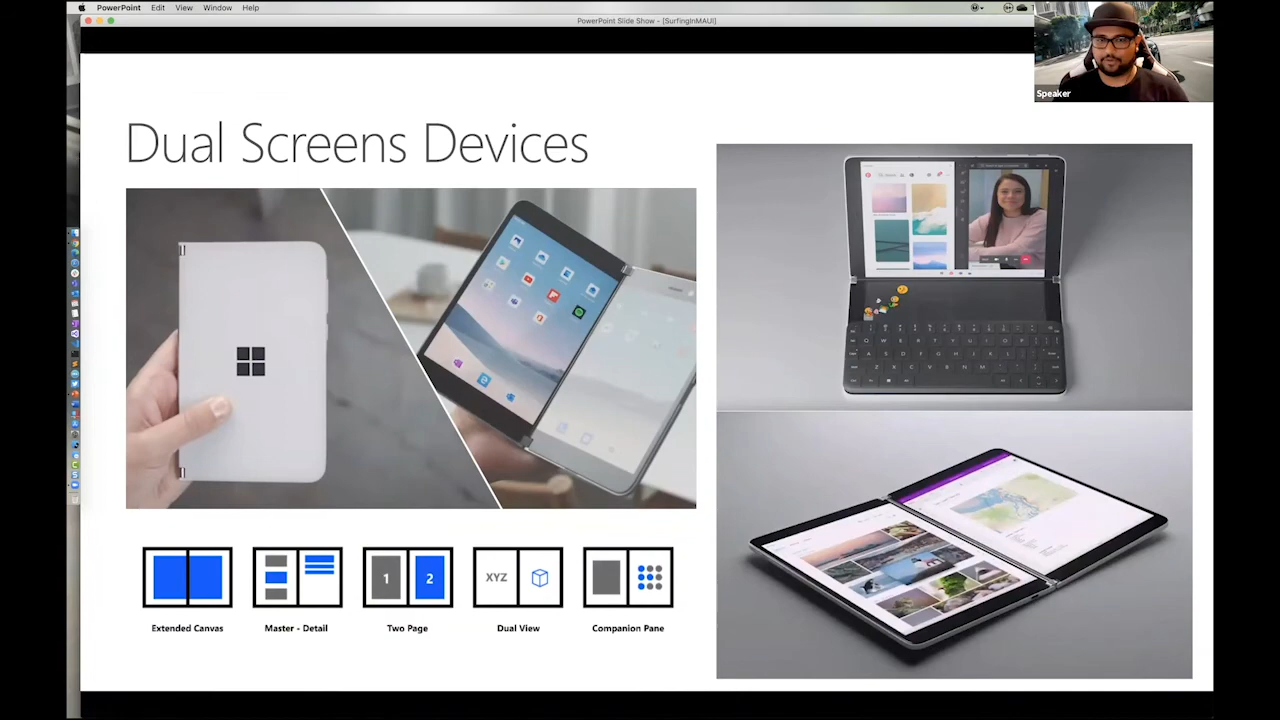 PowerPoint Edit View Window Help
PowerPoint Slide Show - [SurfingInMAUI]
Speaker
Dual Screens Devices
1 2
XYZ
Extended Canvas
Master - Detail
Two Page
Dual View
Companion Pane